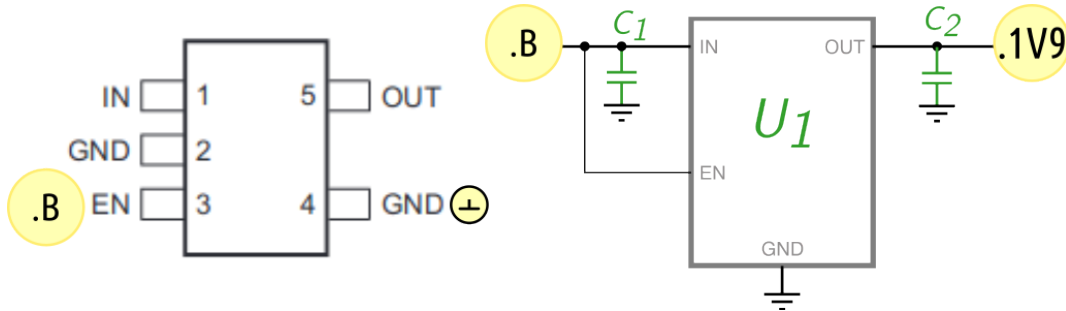 IN 1 5 OUT
GND 2
.B EN 3 4 GND
.B C1 C2 .1V9
IN OUT
U1
EN
GND